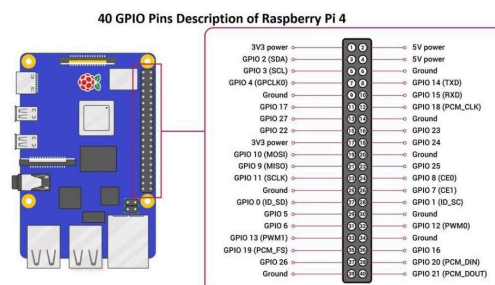 40 GPIO Pins Description of Raspberry Pi 4
3V3 power 1 2 5V power
GPIO 2 (SDA) 3 4 5V power
GPIO 3 (SCL) 5 6 Ground
GPIO 4 (GPCLK0) 7 8 GPIO 14 (TXD)
Ground 9 10 GPIO 15 (RXD)
GPIO 17 11 12 GPIO 18 (PCM_CLK)
GPIO 27 13 14 Ground
GPIO 22 15 16 GPIO 23
3V3 power 17 18 GPIO 24
GPIO 10 (MOSI) 19 20 Ground
GPIO 9 (MISO) 21 22 GPIO 25
GPIO 11 (SCLK) 23 24 GPIO 8 (CE0)
Ground 25 26 GPIO 7 (CE1)
GPIO 0 (ID_SD) 27 28 GPIO 1 (ID_SC)
GPIO 5 29 30 Ground
GPIO 6 31 32 GPIO 12 (PWM0)
GPIO 13 (PWM1) 33 34 Ground
GPIO 19 (PCM_FS) 35 36 GPIO 16
GPIO 26 37 38 GPIO 20 (PCM_DIN)
Ground 39 40 GPIO 21 (PCM_DOUT)